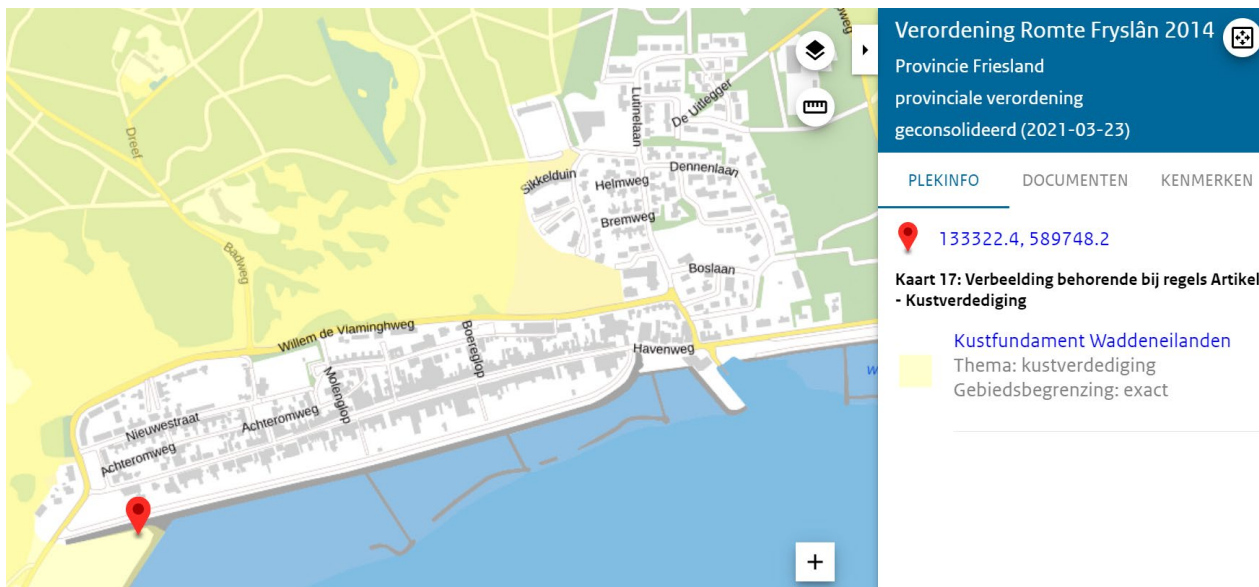 Dreef
Badweg
Sikkelduin
Helmweg
Bremweg
Lutinelaan
De Uitlegger
Dennenlaan
Boslaan
Willem de Vlaminghweg
Boereglop
Havenweg
Molenglop
Nieuwestraat
Achteromweg
Achteromweg
Verordening Romte Fryslân 2014
Provincie Friesland
provinciale verordening
geconsolideerd (2021-03-23)
PLEKINFO DOCUMENTEN KENMERKEN
133322.4, 589748.2
Kaart 17: Verbeelding behorende bij regels Artikel
- Kustverdediging
Kustfundament Waddeneilanden
Thema: kustverdediging
Gebiedsbegrenzing: exact